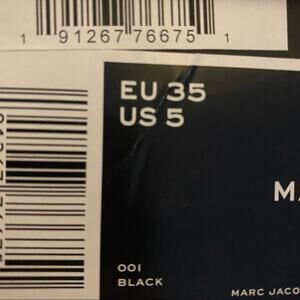 1 91267 76675 1
EU 35
US 5
MA
001
BLACK
MARC JACO